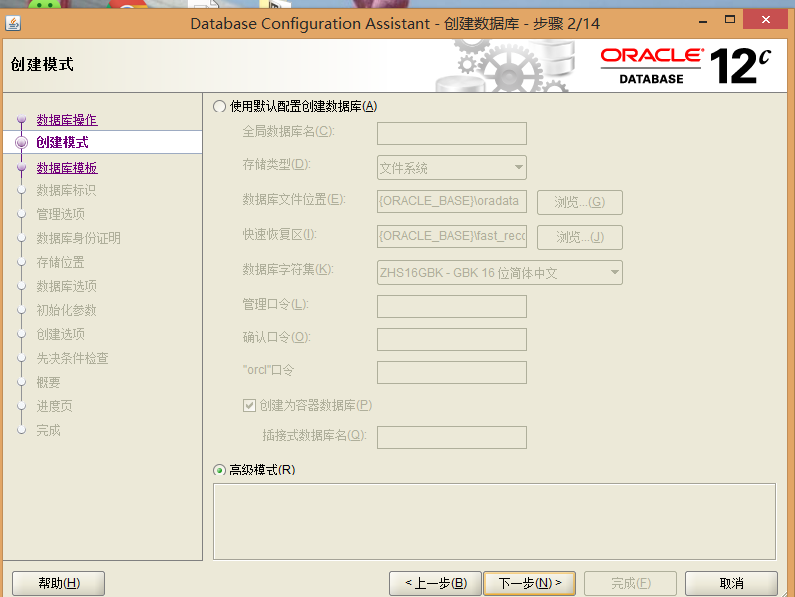 Database Configuration Assistant - 创建数据库 - 步骤 2/14
创建模式
ORACLE
DATABASE
12c
数据库操作
创建模式
数据库模板
数据库标识
管理选项
数据库身份证明
存储位置
数据库选项
初始化参数
创建选项
先决条件检查
概要
进度页
完成
使用默认配置创建数据库(A)
全局数据库名(C):
存储类型(D): 文件系统
数据库文件位置(E): {ORACLE_BASE}\oradata 浏览...(G)
快速恢复区(I): {ORACLE_BASE}\fast_reco 浏览...(J)
数据库字符集(K): ZHS16GBK - GBK 16 位简体中文
管理口令(L):
确认口令(O):
"orcl"口令
创建为容器数据库(P)
插接式数据库名(Q):
高级模式(R)
帮助(H)
<上一步(B) 下一步(N)> 完成(F) 取消